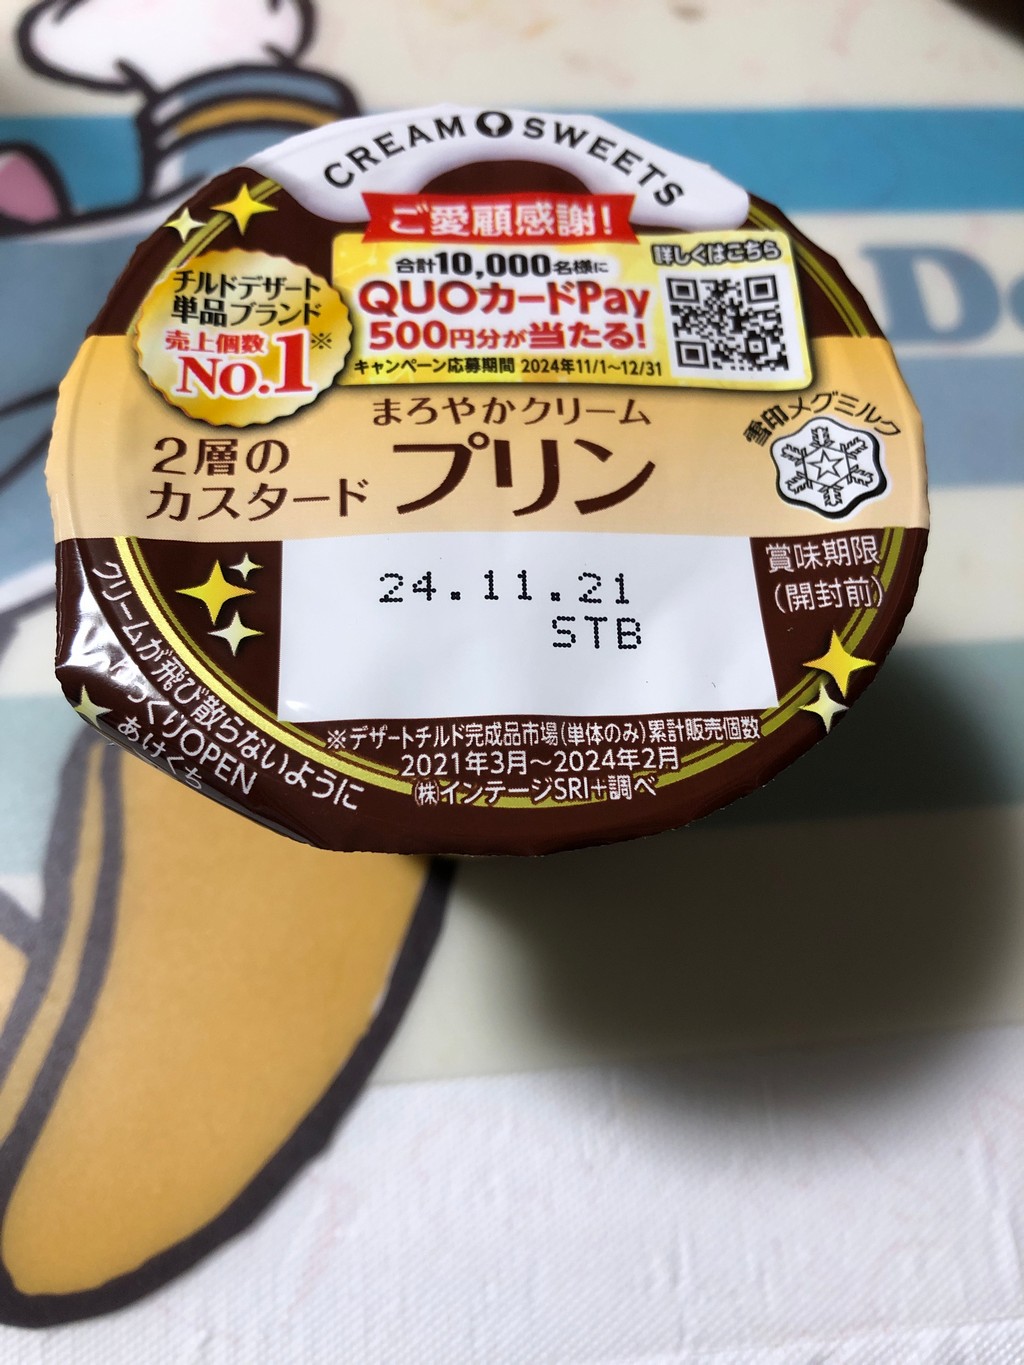 CREAM SWEETS
ご愛顧感謝!
合計10,000名様に
QUOカードPay
500円分が当たる!
キャンペーン応募期間 2024年11/1~12/31
詳しくはこちら
チルドデザート
単品ブランド
売上個数※
No.1
まろやかクリーム
2層の
カスタード
プリン
雪印メグミルク
24.11.21
STB
賞味期限
(開封前)
クリームが飛び散らないように
ゆっくりOPEN
あけくち
※デザートチルド完成品市場(単体のみ)累計販売個数
2021年3月~2024年2月
㈱インテージSRI+調べ